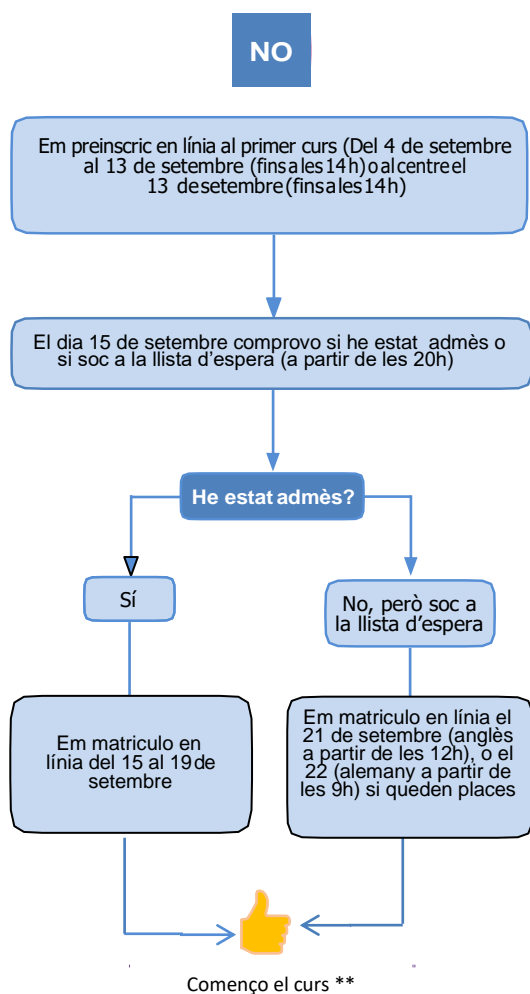 NO
Em preinscric en línia al primer curs (Del 4 de setembre
al 13 de setembre (fins a les 14h) o al centre el
13 de setembre (fins a les 14h)
El dia 15 de setembre comprovo si he estat admès o
si soc a la llista d'espera (a partir de les 20h)
He estat admès?
Sí
No, però soc a
la llista d'espera
Em matriculo en
línia del 15 al 19 de
setembre
Em matriculo en línia el
21 de setembre (anglès
a partir de les 12h), o el
22 (alemany a partir de
les 9h) si queden places
Començo el curs **